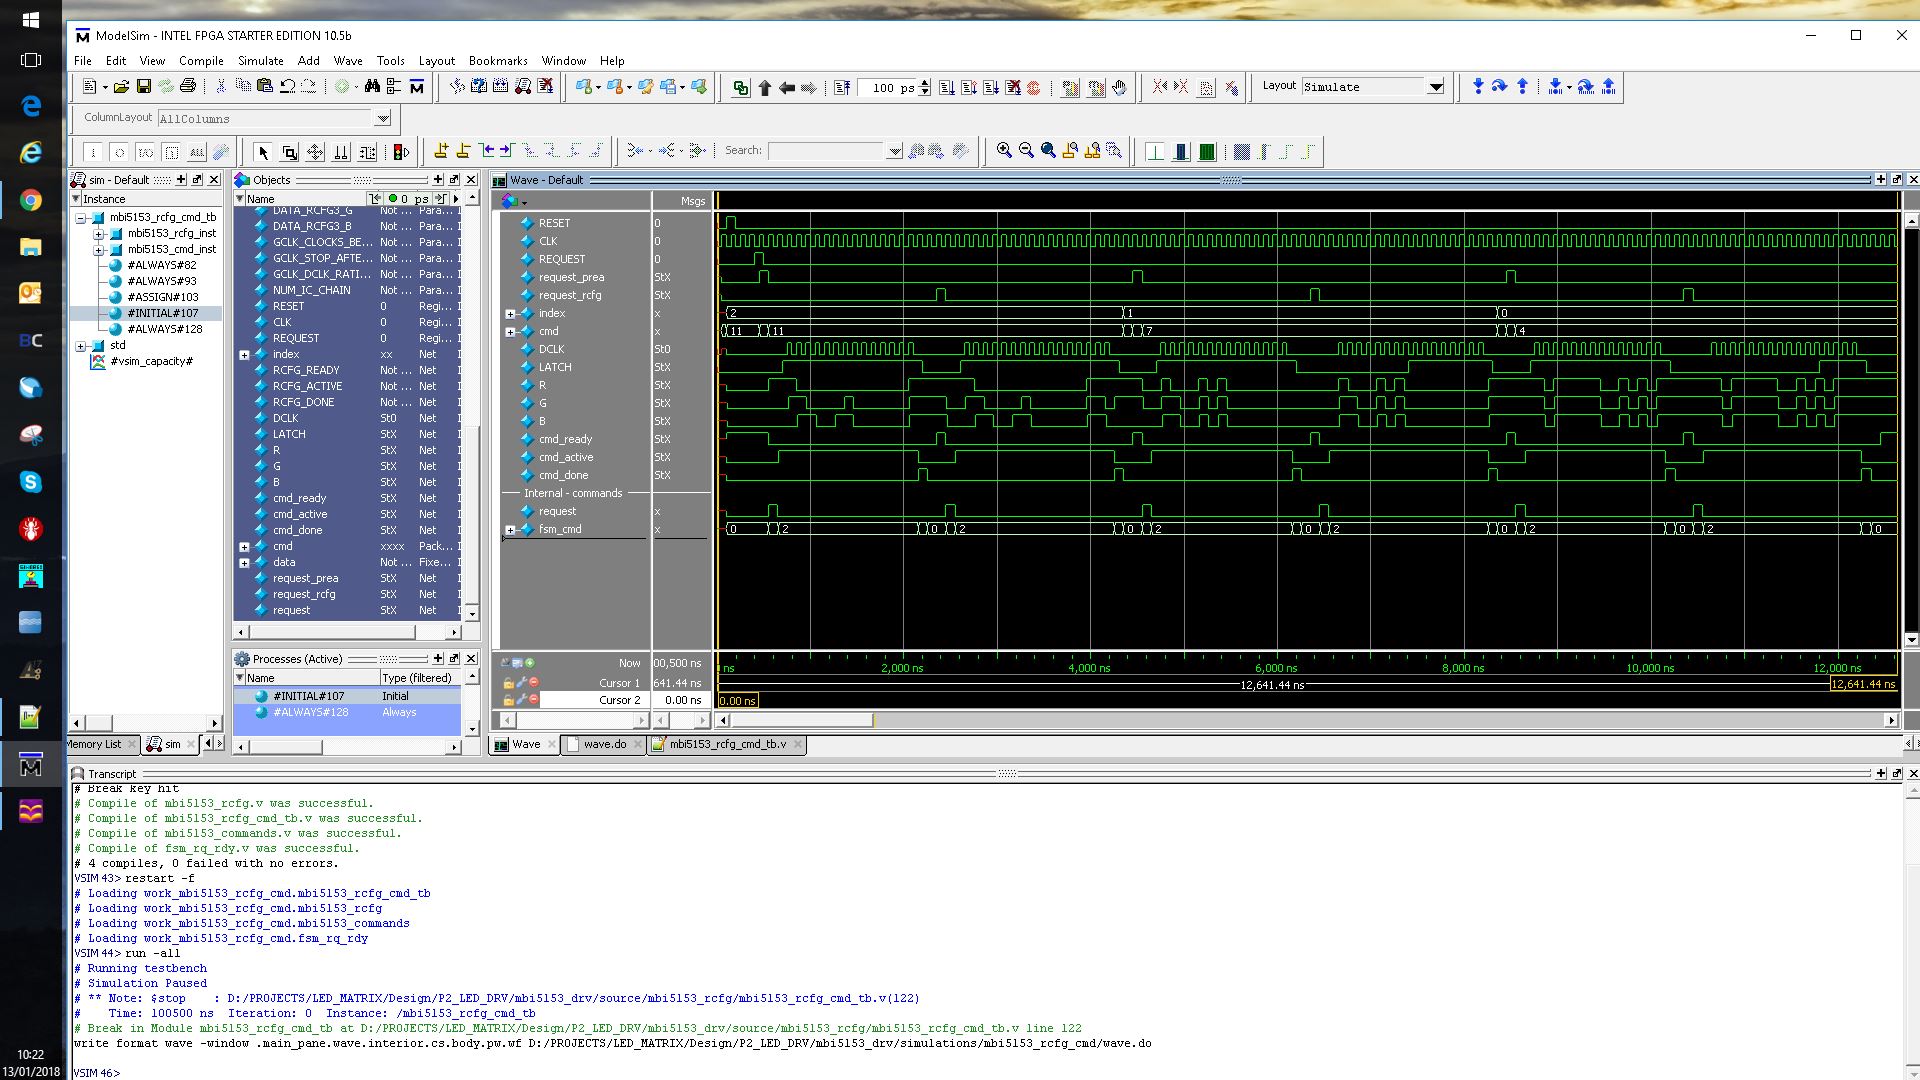 ModelSim - INTEL FPGA STARTER EDITION 10.5b
File Edit View Compile Simulate Add Wave Tools Layout Bookmarks Window Help
100 ps
Layout Simulate
ColumnLayout AllColumns
Search:
sim - Default
Instance
mbi5153_rcfg_cmd_tb
mbi5153_rcfg_inst
mbi5153_cmd_inst
#ALWAYS#82
#ALWAYS#93
#ASSIGN#103
#INITIAL#107
#ALWAYS#128
std
#vsim_capacity#
Memory List sim
Objects
Name 0 ps
DATA_RCFG3_G Not ... Para... I
DATA_RCFG3_B Not ... Para... I
GCLK_CLOCKS_BE... Not ... Para... I
GCLK_STOP_AFTE... Not ... Para... I
GCLK_DCLK_RATI... Not ... Para... I
NUM_IC_CHAIN Not ... Para... I
RESET 0 Regi... I
CLK 0 Regi... I
REQUEST 0 Regi... I
index xx Net I
RCFG_READY Not ... Net I
RCFG_ACTIVE Not ... Net I
RCFG_DONE Not ... Net I
DCLK St0 Net I
LATCH StX Net I
R StX Net I
G StX Net I
B StX Net I
cmd_ready StX Net I
cmd_active StX Net I
cmd_done StX Net I
cmd xxxx Pack... I
data Not ... Fixe... I
request_prea StX Net I
request_rcfg StX Net I
request StX Net I
Processes (Active)
Name Type (filtered)
#INITIAL#107 Initial
#ALWAYS#128 Always
Wave - Default
Msgs
RESET 0
CLK 0
REQUEST 0
request_prea StX
request_rcfg StX
index x 2 1 0
cmd x 11 11 7 4
DCLK St0
LATCH StX
R StX
G StX
B StX
cmd_ready StX
cmd_active StX
cmd_done StX
Internal - commands
request x
fsm_cmd x 0 2 0 2 0 2 0 2 0 2 0 2 0
Now 00,500 ns ns 2,000 ns 4,000 ns 6,000 ns 8,000 ns 10,000 ns 12,000 ns
Cursor 1 641.44 ns 12,641.44 ns 12,641.44 ns
Cursor 2 0.00 ns 0.00 ns
Wave wave.do mbi5153_rcfg_cmd_tb.v
Transcript
# Break key hit
# Compile of mbi5153_rcfg.v was successful.
# Compile of mbi5153_rcfg_cmd_tb.v was successful.
# Compile of mbi5153_commands.v was successful.
# Compile of fsm_rq_rdy.v was successful.
# 4 compiles, 0 failed with no errors.
VSIM 43> restart -f
# Loading work_mbi5153_rcfg_cmd.mbi5153_rcfg_cmd_tb
# Loading work_mbi5153_rcfg_cmd.mbi5153_rcfg
# Loading work_mbi5153_rcfg_cmd.mbi5153_commands
# Loading work_mbi5153_rcfg_cmd.fsm_rq_rdy
VSIM 44> run -all
# Running testbench
# Simulation Paused
# ** Note: $stop : D:/PROJECTS/LED_MATRIX/Design/P2_LED_DRV/mbi5153_drv/source/mbi5153_rcfg/mbi5153_rcfg_cmd_tb.v(122)
# Time: 100500 ns Iteration: 0 Instance: /mbi5153_rcfg_cmd_tb
# Break in Module mbi5153_rcfg_cmd_tb at D:/PROJECTS/LED_MATRIX/Design/P2_LED_DRV/mbi5153_drv/source/mbi5153_rcfg/mbi5153_rcfg_cmd_tb.v line 122
write format wave -window .main_pane.wave.interior.cs.body.pw.wf D:/PROJECTS/LED_MATRIX/Design/P2_LED_DRV/mbi5153_drv/simulations/mbi5153_rcfg_cmd/wave.do
VSIM 46>
BC
10:22
13/01/2018